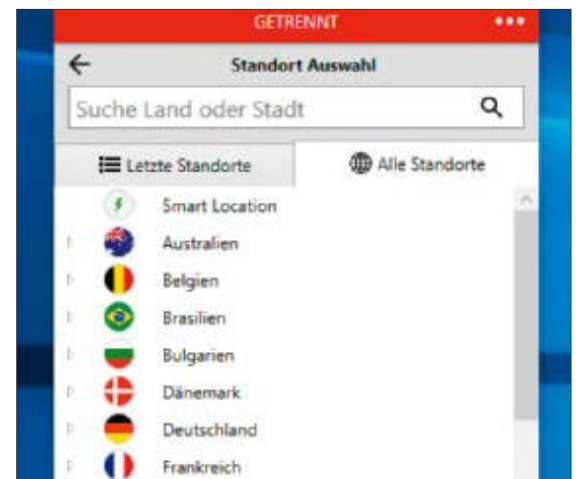 GETRENNT
Standort Auswahl
Suche Land oder Stadt
Letzte Standorte
Alle Standorte
Smart Location
Australien
Belgien
Brasilien
Bulgarien
Dänemark
Deutschland
Frankreich